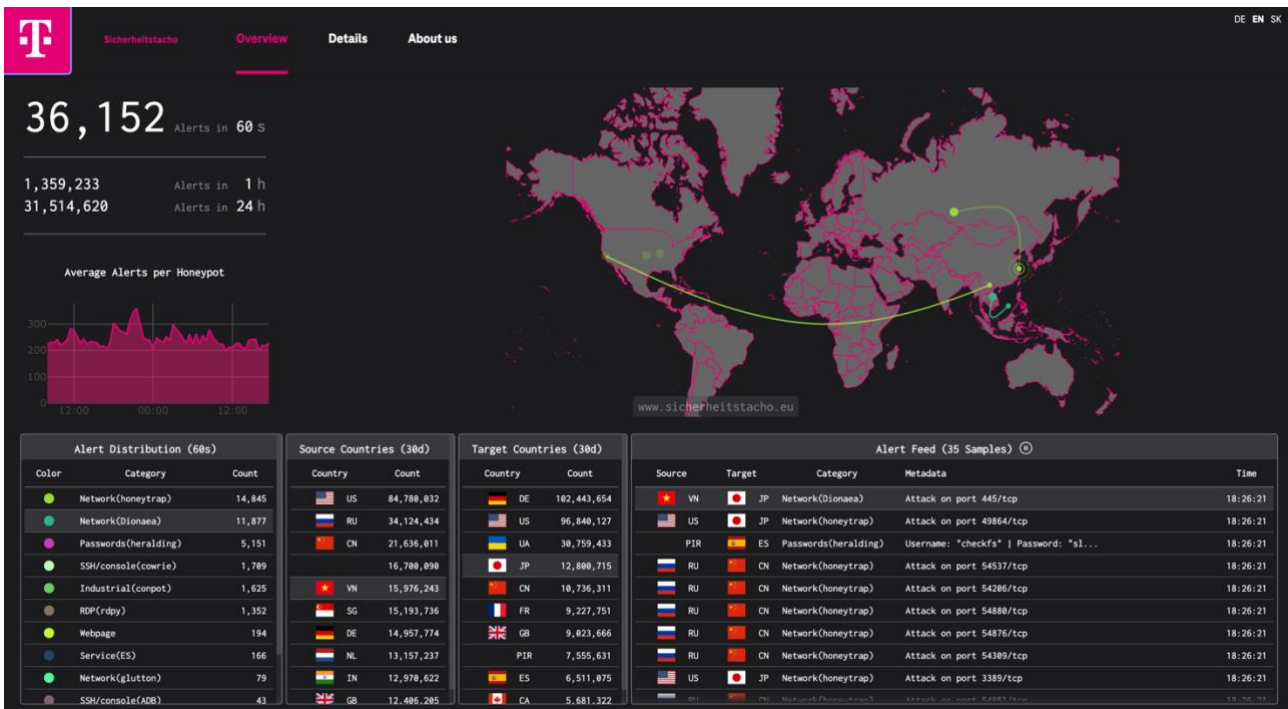 T
Sicherheitstacho Overview Details About us
DE EN SK
36,152 Alerts in 60 s
1,359,233 Alerts in 1 h
31,514,620 Alerts in 24 h
Average Alerts per Honeypot
300
200
100
0
12:00 00:00 12:00
www.sicherheitstacho.eu
Alert Distribution (60s)
Color Category Count
Network(honeytrap) 14,845
Network(Dionaea) 11,877
Passwords(heralding) 5,151
SSH/console(cowrie) 1,709
Industrial(conpot) 1,625
RDP(rdpy) 1,352
Webpage 194
Service(ES) 166
Network(glutton) 79
SSH/console(ADB) 43
Source Countries (30d)
Country Count
US 84,780,032
RU 34,124,434
CN 21,636,011
16,700,090
VN 15,976,243
SG 15,193,736
DE 14,957,774
NL 13,157,237
IN 12,970,622
GB 12,406,205
Target Countries (30d)
Country Count
DE 102,443,654
US 96,840,127
UA 30,759,433
JP 12,800,715
CN 10,736,311
FR 9,227,751
GB 9,023,666
PIR 7,555,631
ES 6,511,075
CA 5,681,322
Alert Feed (35 Samples)
Source Target Category Metadata Time
VN JP Network(Dionaea) Attack on port 445/tcp 18:26:21
US JP Network(honeytrap) Attack on port 49864/tcp 18:26:21
PIR ES Passwords(heralding) Username: "checkfs" | Password: "sl... 18:26:21
RU CN Network(honeytrap) Attack on port 54537/tcp 18:26:21
RU CN Network(honeytrap) Attack on port 54206/tcp 18:26:21
RU CN Network(honeytrap) Attack on port 54880/tcp 18:26:21
RU CN Network(honeytrap) Attack on port 54876/tcp 18:26:21
RU CN Network(honeytrap) Attack on port 54309/tcp 18:26:21
US JP Network(honeytrap) Attack on port 3389/tcp 18:26:21
RU CN Network(honeytrap) Attack on port